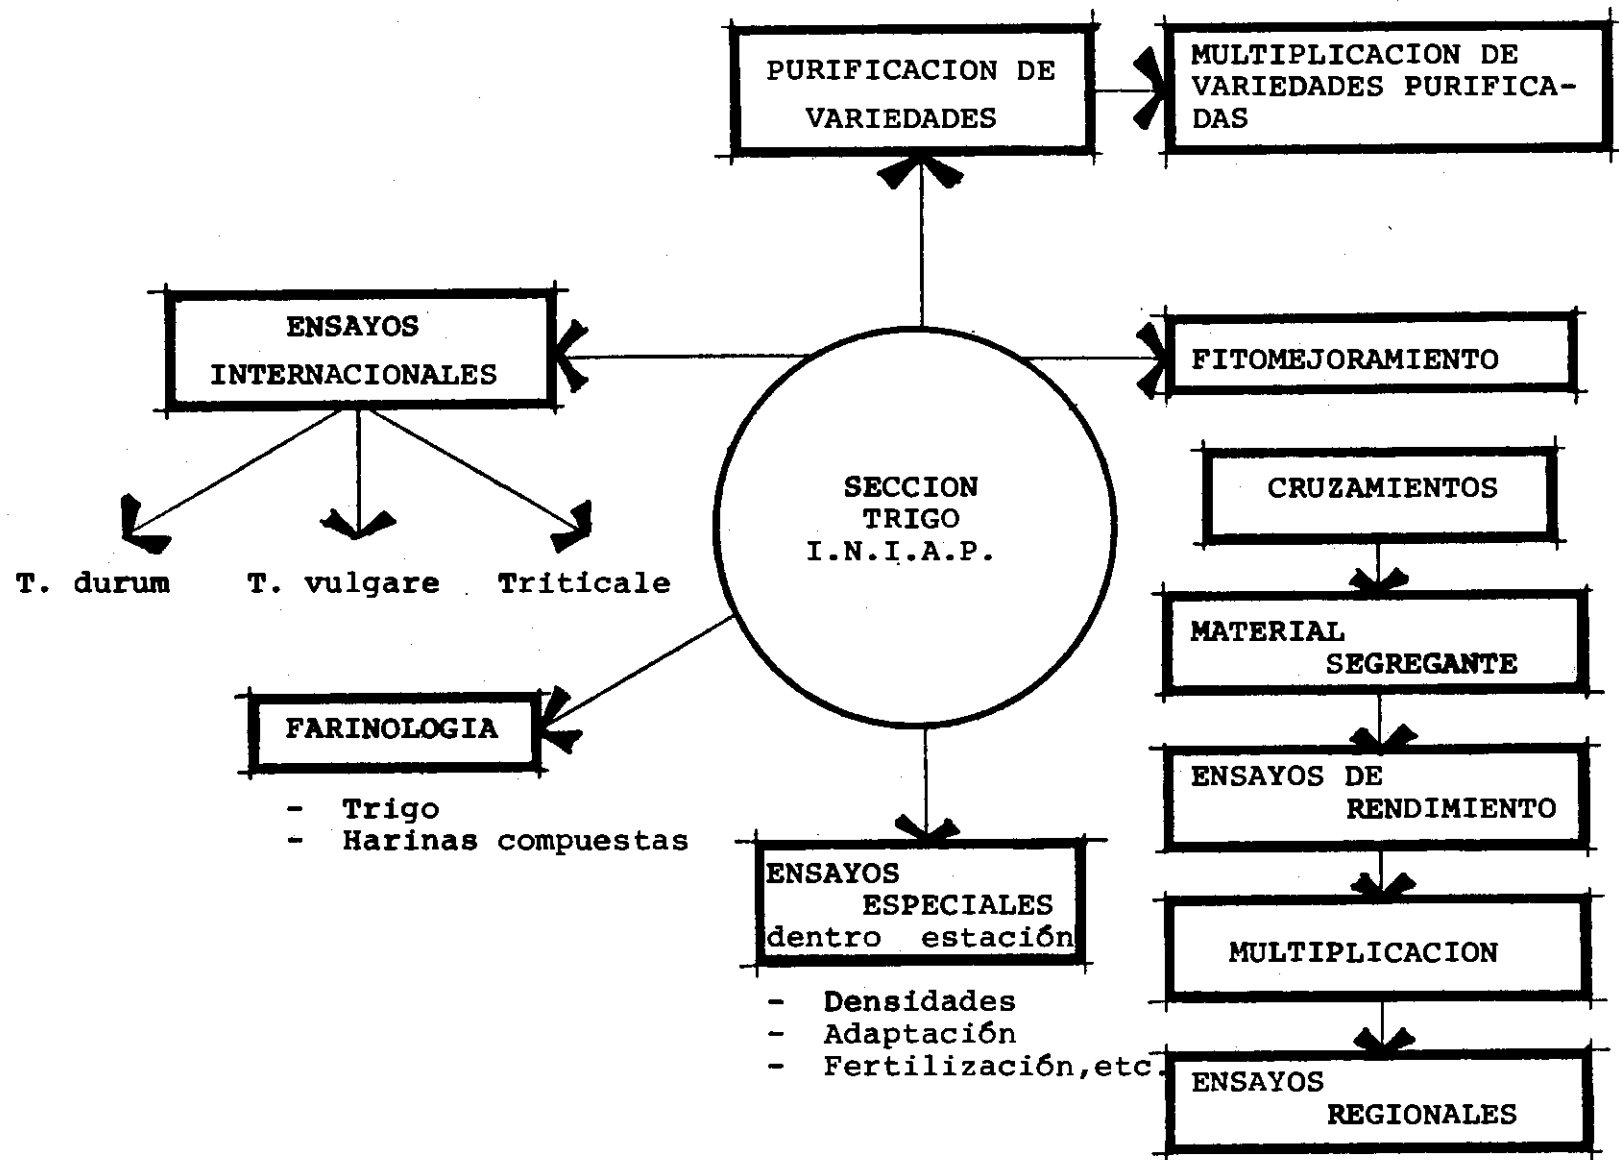 PURIFICACION DE
VARIEDADES
MULTIPLICACION DE
VARIEDADES PURIFICA-
DAS
ENSAYOS
INTERNACIONALES
FITOMEJORAMIENTO
SECCION
TRIGO
I.N.I.A.P.
CRUZAMIENTOS
T. durum
T. vulgare
Triticale
MATERIAL
SEGREGANTE
FARINOLOGIA
- Trigo
- Harinas compuestas
ENSAYOS DE
RENDIMIENTO
ENSAYOS
ESPECIALES
dentro estación
- Densidades
- Adaptación
- Fertilización,etc.
MULTIPLICACION
ENSAYOS
REGIONALES